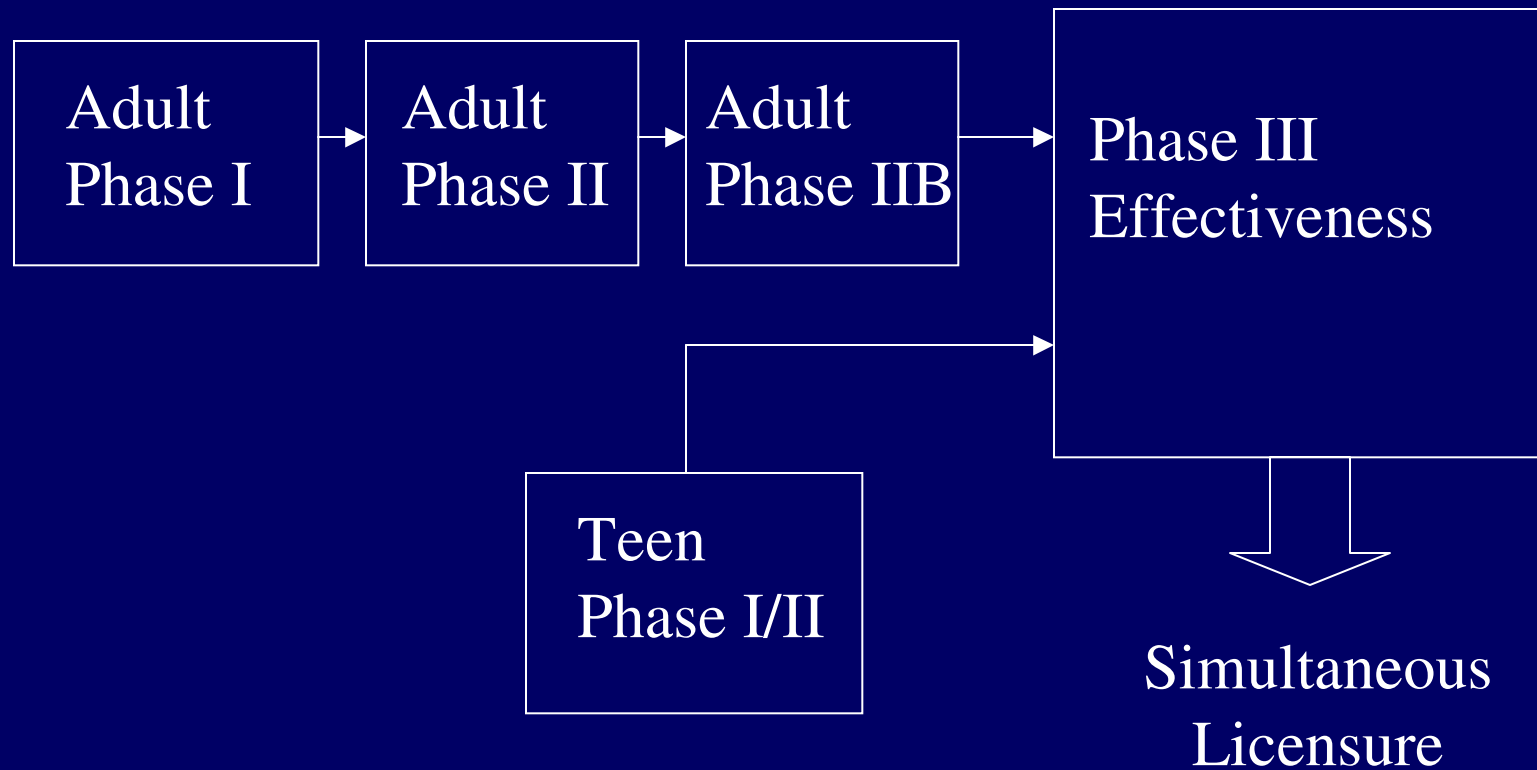 Adult
Phase I
Adult
Phase II
Adult
Phase IIB
Phase III
Effectiveness
Teen
Phase I/II
Simultaneous
Licensure